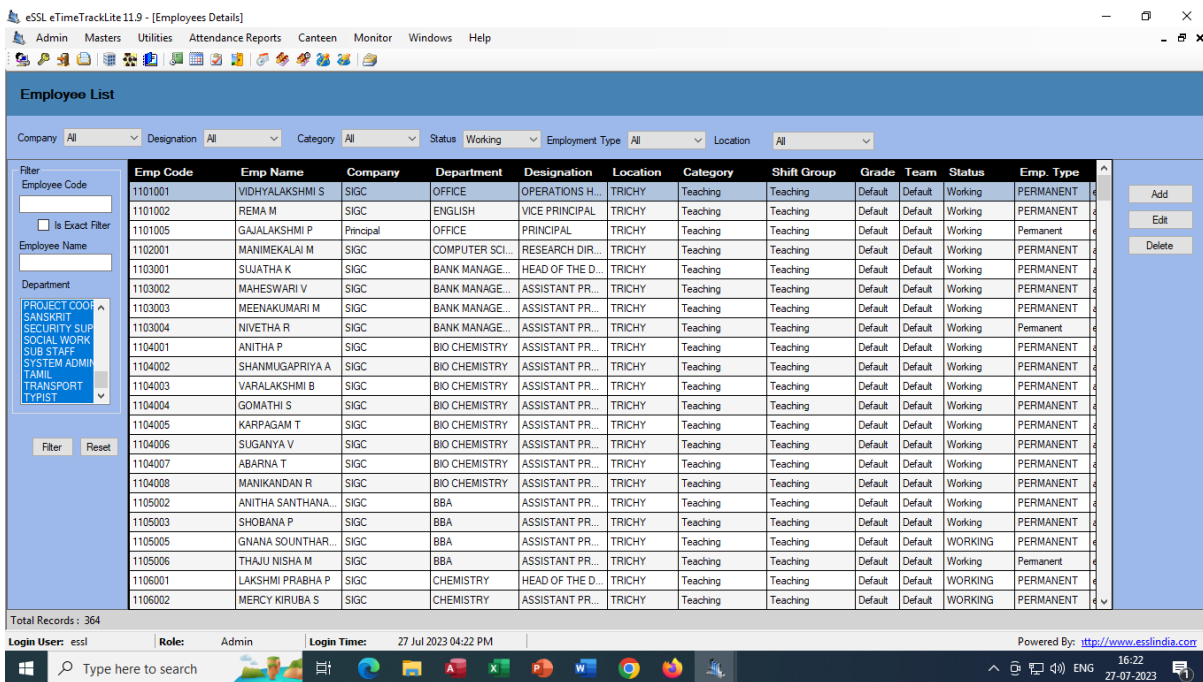 eSSL eTimeTrackLite 11.9 - [Employees Details]
Admin Masters Utilities Attendance Reports Canteen Monitor Windows Help
Employee List
Company All Designation All Category All Status Working Employment Type All Location All
Filter
Employee Code
Is Exact Filter
Employee Name
Department
PROJECT COOR
SANSKRIT
SECURITY SUP
SOCIAL WORK
SUB STAFF
SYSTEM ADMIN
TAMIL
TRANSPORT
TYPIST
Filter Reset
Emp Code Emp Name Company Department Designation Location Category Shift Group Grade Team Status Emp. Type
1101001 VIDHYALAKSHMI S SIGC OFFICE OPERATIONS H... TRICHY Teaching Teaching Default Default Working PERMANENT
1101002 REMA M SIGC ENGLISH VICE PRINCIPAL TRICHY Teaching Teaching Default Default Working PERMANENT
1101005 GAJALAKSHMI P Principal OFFICE PRINCIPAL TRICHY Teaching Teaching Default Default Working Permanent
1102001 MANIMEKALAI M SIGC COMPUTER SCI... RESEARCH DIR... TRICHY Teaching Teaching Default Default Working PERMANENT
1103001 SUJATHA K SIGC BANK MANAGE... HEAD OF THE D... TRICHY Teaching Teaching Default Default Working PERMANENT
1103002 MAHESWARI V SIGC BANK MANAGE... ASSISTANT PR... TRICHY Teaching Teaching Default Default Working PERMANENT
1103003 MEENAKUMARI M SIGC BANK MANAGE... ASSISTANT PR... TRICHY Teaching Teaching Default Default Working PERMANENT
1103004 NIVETHA R SIGC BANK MANAGE... ASSISTANT PR... TRICHY Teaching Teaching Default Default Working Permanent
1104001 ANITHA P SIGC BIO CHEMISTRY ASSISTANT PR... TRICHY Teaching Teaching Default Default Working PERMANENT
1104002 SHANMUGAPRIYA A SIGC BIO CHEMISTRY ASSISTANT PR... TRICHY Teaching Teaching Default Default Working PERMANENT
1104003 VARALAKSHMI B SIGC BIO CHEMISTRY ASSISTANT PR... TRICHY Teaching Teaching Default Default Working PERMANENT
1104004 GOMATHI S SIGC BIO CHEMISTRY ASSISTANT PR... TRICHY Teaching Teaching Default Default Working PERMANENT
1104005 KARPAGAM T SIGC BIO CHEMISTRY ASSISTANT PR... TRICHY Teaching Teaching Default Default Working PERMANENT
1104006 SUGANYA V SIGC BIO CHEMISTRY ASSISTANT PR... TRICHY Teaching Teaching Default Default Working PERMANENT
1104007 ABARNA T SIGC BIO CHEMISTRY ASSISTANT PR... TRICHY Teaching Teaching Default Default Working PERMANENT
1104008 MANIKANDAN R SIGC BIO CHEMISTRY ASSISTANT PR... TRICHY Teaching Teaching Default Default Working PERMANENT
1105002 ANITHA SANTHANA... SIGC BBA ASSISTANT PR... TRICHY Teaching Teaching Default Default Working PERMANENT
1105003 SHOBANA P SIGC BBA ASSISTANT PR... TRICHY Teaching Teaching Default Default Working PERMANENT
1105005 GNANA SOUNTHAR... SIGC BBA ASSISTANT PR... TRICHY Teaching Teaching Default Default WORKING PERMANENT
1105006 THAJU NISHA M SIGC BBA ASSISTANT PR... TRICHY Teaching Teaching Default Default Working Permanent
1106001 LAKSHMI PRABHA P SIGC CHEMISTRY HEAD OF THE D... TRICHY Teaching Teaching Default Default WORKING PERMANENT
1106002 MERCY KIRUBA S SIGC CHEMISTRY ASSISTANT PR... TRICHY Teaching Teaching Default Default WORKING PERMANENT
Add
Edit
Delete
Total Records : 364
Login User: essl Role: Admin Login Time: 27 Jul 2023 04:22 PM Powered By: http://www.esslindia.com
Type here to search ENG 16:22
27-07-2023